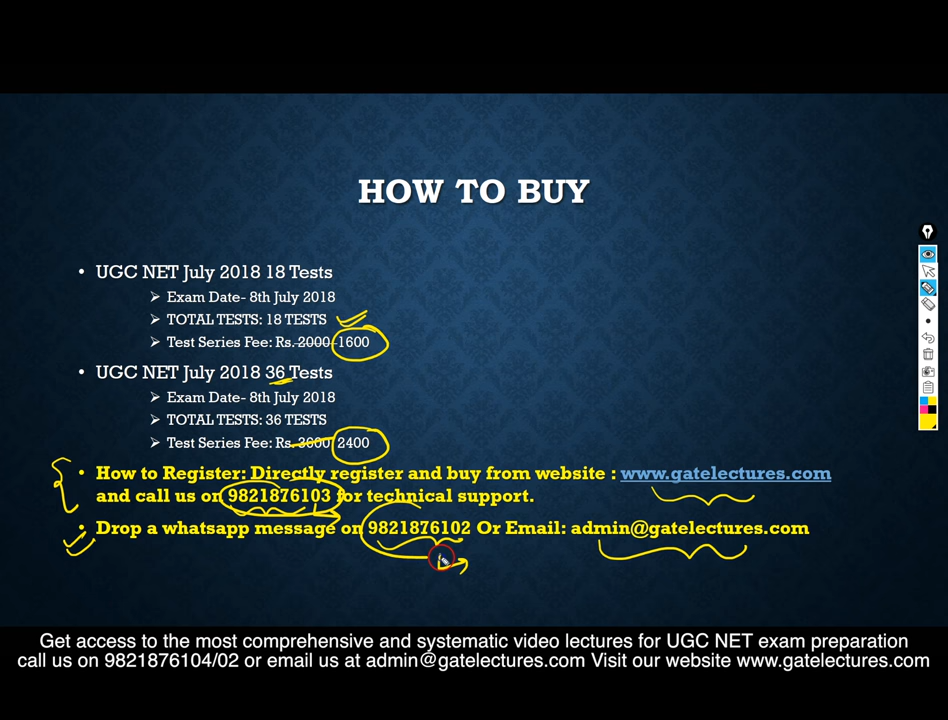 HOW TO BUY
• UGC NET July 2018 18 Tests
➢ Exam Date- 8th July 2018
➢ TOTAL TESTS: 18 TESTS
➢ Test Series Fee: Rs. 2000 1600
• UGC NET July 2018 36 Tests
➢ Exam Date- 8th July 2018
➢ TOTAL TESTS: 36 TESTS
➢ Test Series Fee: Rs. 3600 2400
• How to Register: Directly register and buy from website : www.gatelectures.com
and call us on 9821876103 for technical support.
• Drop a whatsapp message on 9821876102 Or Email: admin@gatelectures.com
Get access to the most comprehensive and systematic video lectures for UGC NET exam preparation
call us on 9821876104/02 or email us at admin@gatelectures.com Visit our website www.gatelectures.com